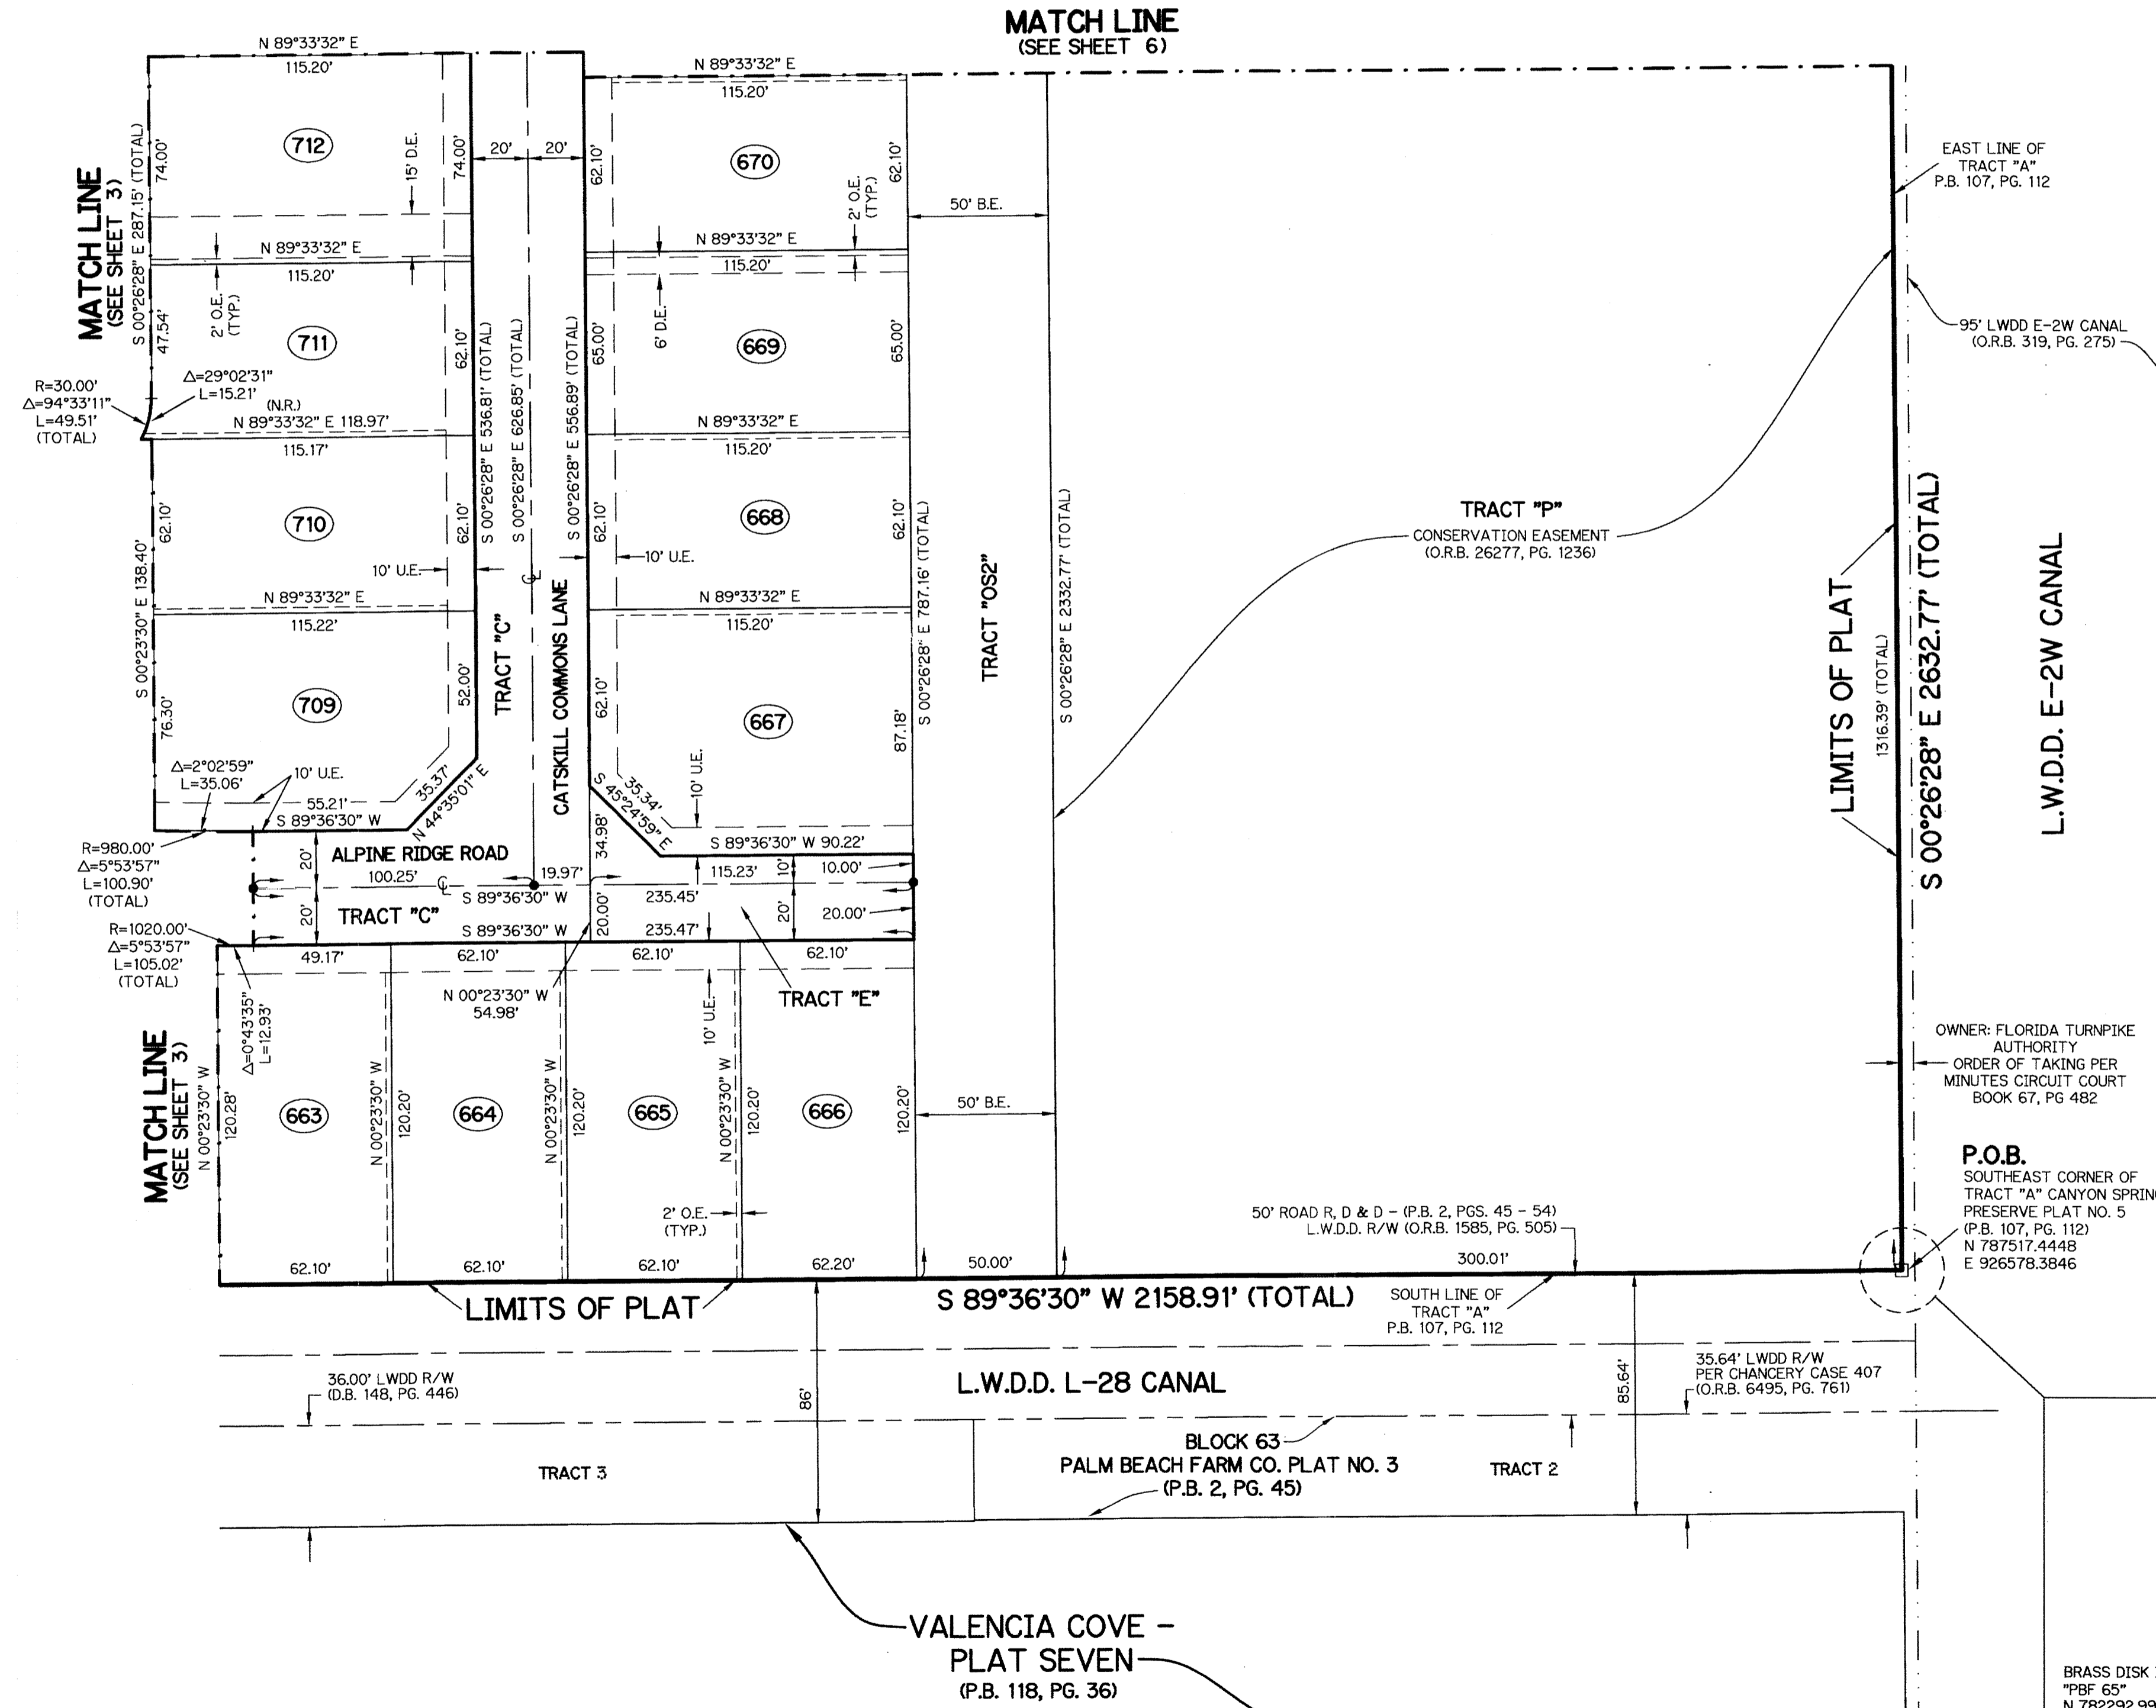 MATCH LINE
(SEE SHEET 6)
N 89°33'32" E
115.20'
N 89°33'32" E
115.20'
712
74.00'
74.00'
15' D.E.
20'
20'
62.10'
670
62.10'
2' O.E.
(TYP.)
50' B.E.
EAST LINE OF
TRACT "A"
P.B. 107, PG. 112
MATCH LINE
(SEE SHEET 3)
S 00°26'28" E 287.15' (TOTAL)
N 89°33'32" E
115.20'
2' O.E.
(TYP.)
N 89°33'32" E
115.20'
6' D.E.
47.54'
711
62.10'
S 00°26'28" E 536.81' (TOTAL)
S 00°26'28" E 626.85' (TOTAL)
S 00°26'28" E 556.89' (TOTAL)
65.00'
669
65.00'
95' LWDD E-2W CANAL
(O.R.B. 319, PG. 275)
R=30.00'
Δ=94°33'11"
L=49.51'
(TOTAL)
Δ=29°02'31"
L=15.21'
(N.R.)
N 89°33'32" E 118.97'
115.17'
N 89°33'32" E
115.20'
62.10'
710
62.10'
62.10'
668
62.10'
10' U.E.
10' U.E.
S 00°23'30" E 138.40'
S 00°26'28" E 787.16' (TOTAL)
TRACT "OS2"
S 00°26'28" E 2332.77' (TOTAL)
TRACT "P"
CONSERVATION EASEMENT
(O.R.B. 26277, PG. 1236)
LIMITS OF PLAT
1316.39' (TOTAL)
S 00°26'28" E 2632.77' (TOTAL)
L.W.D.D. E-2W CANAL
N 89°33'32" E
115.22'
N 89°33'32" E
115.20'
CL
TRACT "C"
CATSKILL COMMONS LANE
76.30'
709
52.00'
62.10'
667
87.18'
Δ=2°02'59"
L=35.06'
10' U.E.
55.21'
S 89°36'30" W
35.37'
N 44°35'01" E
35.34'
S 45°24'59" E
10' U.E.
S 89°36'30" W 90.22'
R=980.00'
Δ=5°53'57"
L=100.90'
(TOTAL)
20'
ALPINE RIDGE ROAD
100.25'
CL
34.98'
19.97'
115.23'
10'
10.00'
S 89°36'30" W
235.45'
20'
TRACT "C"
20.00'
20'
20.00'
R=1020.00'
Δ=5°53'57"
L=105.02'
(TOTAL)
S 89°36'30" W
235.47'
49.17'
62.10'
62.10'
62.10'
N 00°23'30" W
54.98'
TRACT "E"
10' U.E.
Δ=0°43'35"
L=12.93'
MATCH LINE
(SEE SHEET 3)
N 00°23'30" W
120.28'
663
N 00°23'30" W
120.20'
664
N 00°23'30" W
120.20'
665
N 00°23'30" W
120.20'
666
120.20'
50' B.E.
OWNER: FLORIDA TURNPIKE
AUTHORITY
ORDER OF TAKING PER
MINUTES CIRCUIT COURT
BOOK 67, PG 482
P.O.B.
SOUTHEAST CORNER OF
TRACT "A" CANYON SPRIN
PRESERVE PLAT NO. 5
(P.B. 107, PG. 112)
N 787517.4448
E 926578.3846
2' O.E.
(TYP.)
50' ROAD R, D & D - (P.B. 2, PGS. 45 - 54)
L.W.D.D. R/W (O.R.B. 1585, PG. 505)
62.10'
62.10'
62.10'
62.20'
50.00'
300.01'
LIMITS OF PLAT
S 89°36'30" W 2158.91' (TOTAL)
SOUTH LINE OF
TRACT "A"
P.B. 107, PG. 112
36.00' LWDD R/W
(D.B. 148, PG. 446)
86'
L.W.D.D. L-28 CANAL
85.64'
35.64' LWDD R/W
PER CHANCERY CASE 407
(O.R.B. 6495, PG. 761)
TRACT 3
BLOCK 63
PALM BEACH FARM CO. PLAT NO. 3
(P.B. 2, PG. 45)
TRACT 2
VALENCIA COVE -
PLAT SEVEN
(P.B. 118, PG. 36)
BRASS DISK
"PBF 65"
N 782292.99